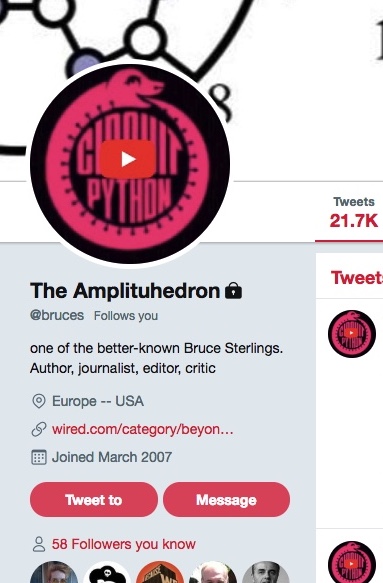 8
CIRCUIT
PYTHON
Tweets
21.7K
The Amplituhedron
@bruces Follows you
Tweets
one of the better-known Bruce Sterlings.
Author, journalist, editor, critic
Europe -- USA
wired.com/category/beyon…
Joined March 2007
Tweet to Message
58 Followers you know